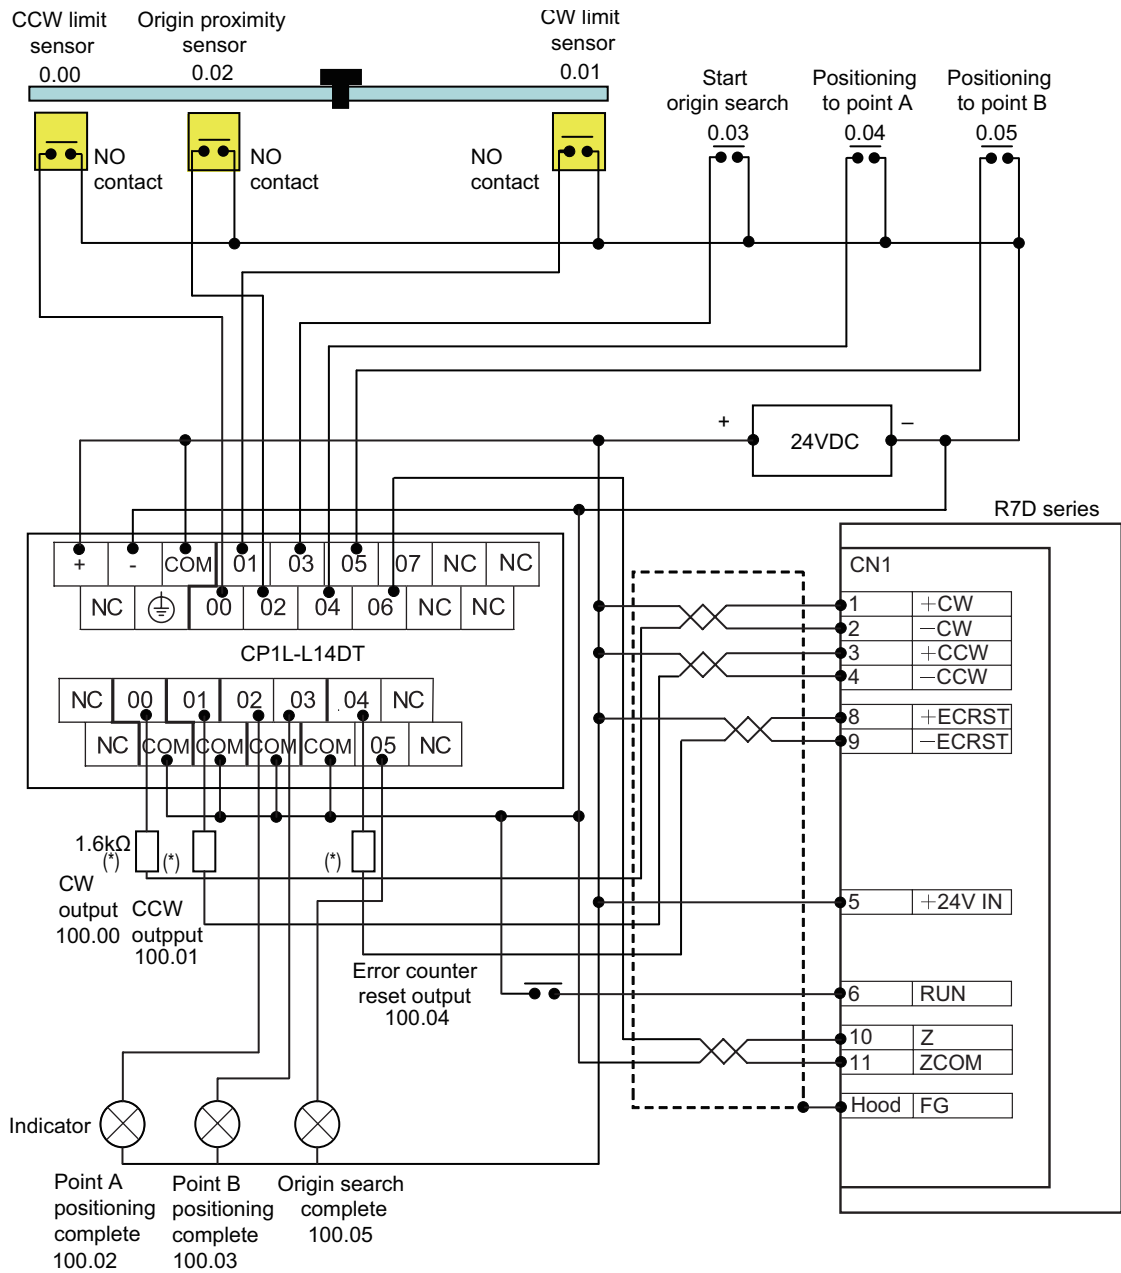 CCW limit
sensor
0.00
Origin proximity
sensor
0.02
CW limit
sensor
0.01
Start
origin search
0.03
Positioning
to point A
0.04
Positioning
to point B
0.05
NO
contact
NO
contact
NO
contact
+
24VDC
−
R7D series
+ - COM 01 03 05 07 NC NC
NC 00 02 04 06 NC NC
CP1L-L14DT
NC 00 01 02 03 04 NC
NC COM COM COM COM 05 NC
CN1
1 +CW
2 −CW
3 +CCW
4 −CCW
8 +ECRST
9 −ECRST
5 +24V IN
6 RUN
10 Z
11 ZCOM
Hood FG
1.6kΩ
(*)
(*)
(*)
CW
output
100.00
CCW
outpput
100.01
Error counter
reset output
100.04
Indicator
Point A
positioning
complete
100.02
Point B
positioning
complete
100.03
Origin search
complete
100.05